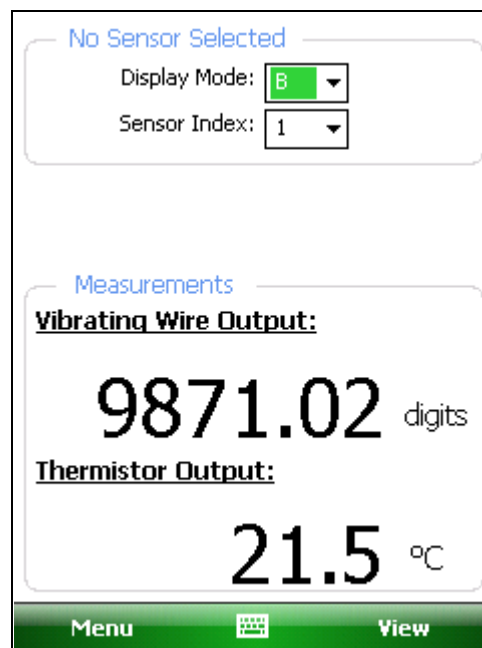 No Sensor Selected
Display Mode: B
Sensor Index: 1
Measurements
Vibrating Wire Output:
9871.02 digits
Thermistor Output:
21.5 ºC
Menu View